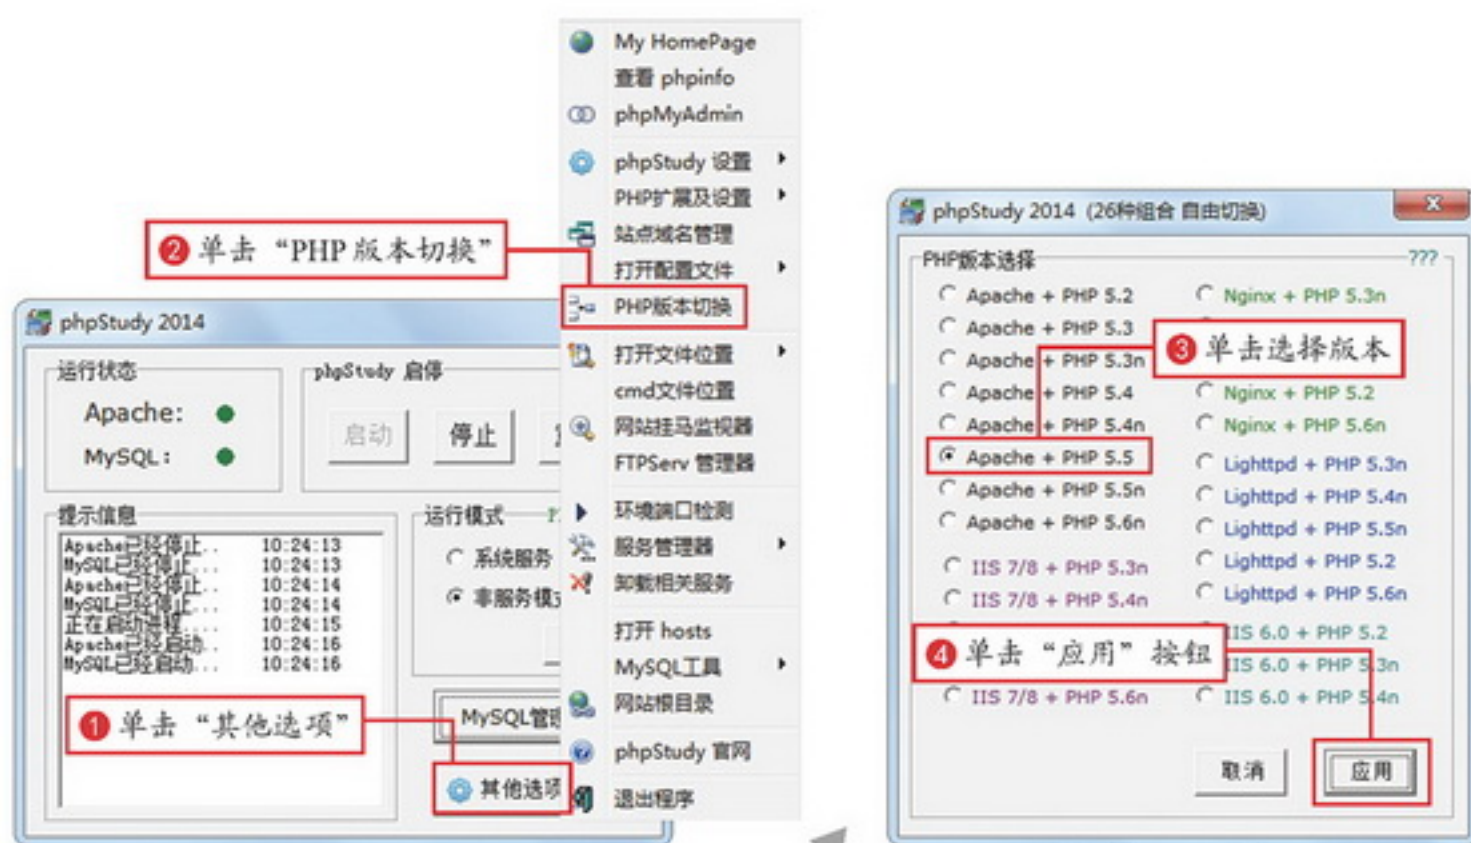 My HomePage
查看 phpinfo
phpMyAdmin
phpStudy 设置
PHP扩展及设置
站点域名管理
打开配置文件
PHP版本切换
打开文件位置
cmd文件位置
网站挂马监视器
FTPServ 管理器
环境端口检测
服务管理器
卸载相关服务
打开 hosts
MySQL工具
网站根目录
phpStudy 官网
退出程序
2 单击“PHP 版本切换”
phpStudy 2014
运行状态
Apache:
MySQL:
phpStudy 启停
启动
停止
提示信息
Apache已经停止.. 10:24:13
MySQL已经停止... 10:24:13
Apache已经停止.. 10:24:14
MySQL已经停止... 10:24:14
正在启动进程.... 10:24:15
Apache已经启动.. 10:24:16
MySQL已经启动... 10:24:16
运行模式
系统服务
非服务模
MySQL管
其他选项
1 单击“其他选项”
phpStudy 2014 (26种组合 自由切换)
PHP版本选择
???
Apache + PHP 5.2
Apache + PHP 5.3
Apache + PHP 5.3n
Apache + PHP 5.4
Apache + PHP 5.4n
Apache + PHP 5.5
Apache + PHP 5.5n
Apache + PHP 5.6n
IIS 7/8 + PHP 5.3n
IIS 7/8 + PHP 5.4n
IIS 7/8 + PHP 5.6n
Nginx + PHP 5.3n
Nginx + PHP 5.2
Nginx + PHP 5.6n
Lighttpd + PHP 5.3n
Lighttpd + PHP 5.4n
Lighttpd + PHP 5.5n
Lighttpd + PHP 5.2
Lighttpd + PHP 5.6n
IIS 6.0 + PHP 5.2
IIS 6.0 + PHP 5.3n
IIS 6.0 + PHP 5.4n
3 单击选择版本
4 单击“应用”按钮
取消
应用